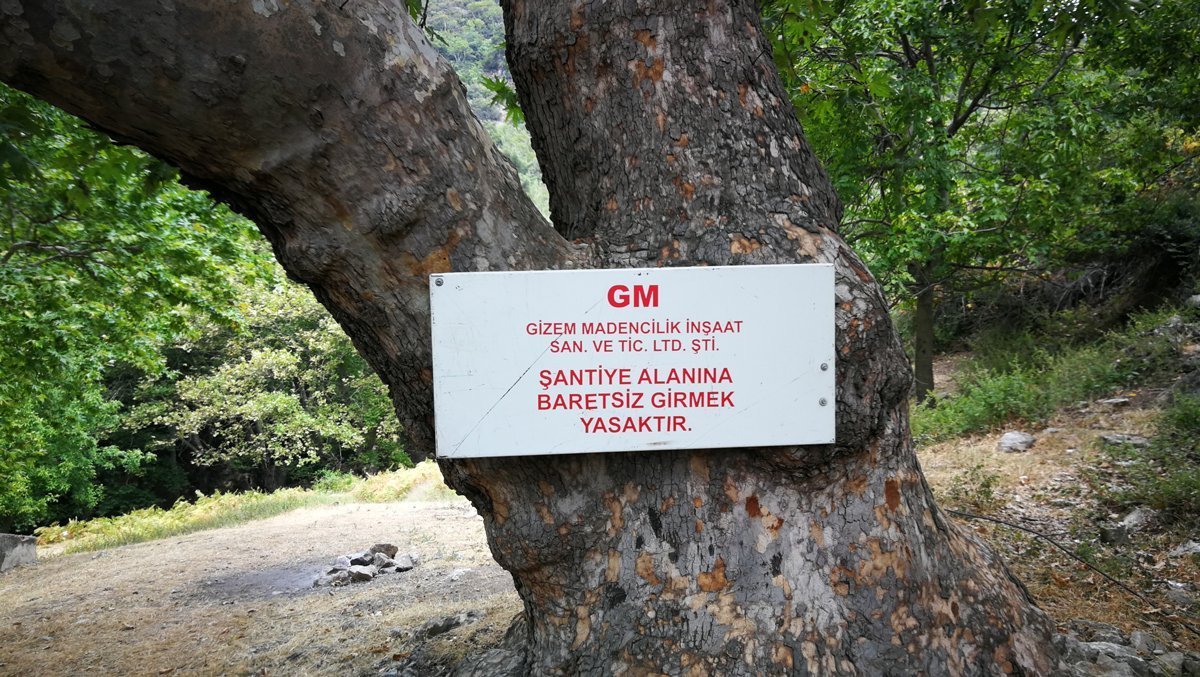 GM
GİZEM MADENCİLİK İNŞAAT
SAN. VE TİC. LTD. ŞTİ.
ŞANTİYE ALANINA
BARETSİZ GİRMEK
YASAKTIR.